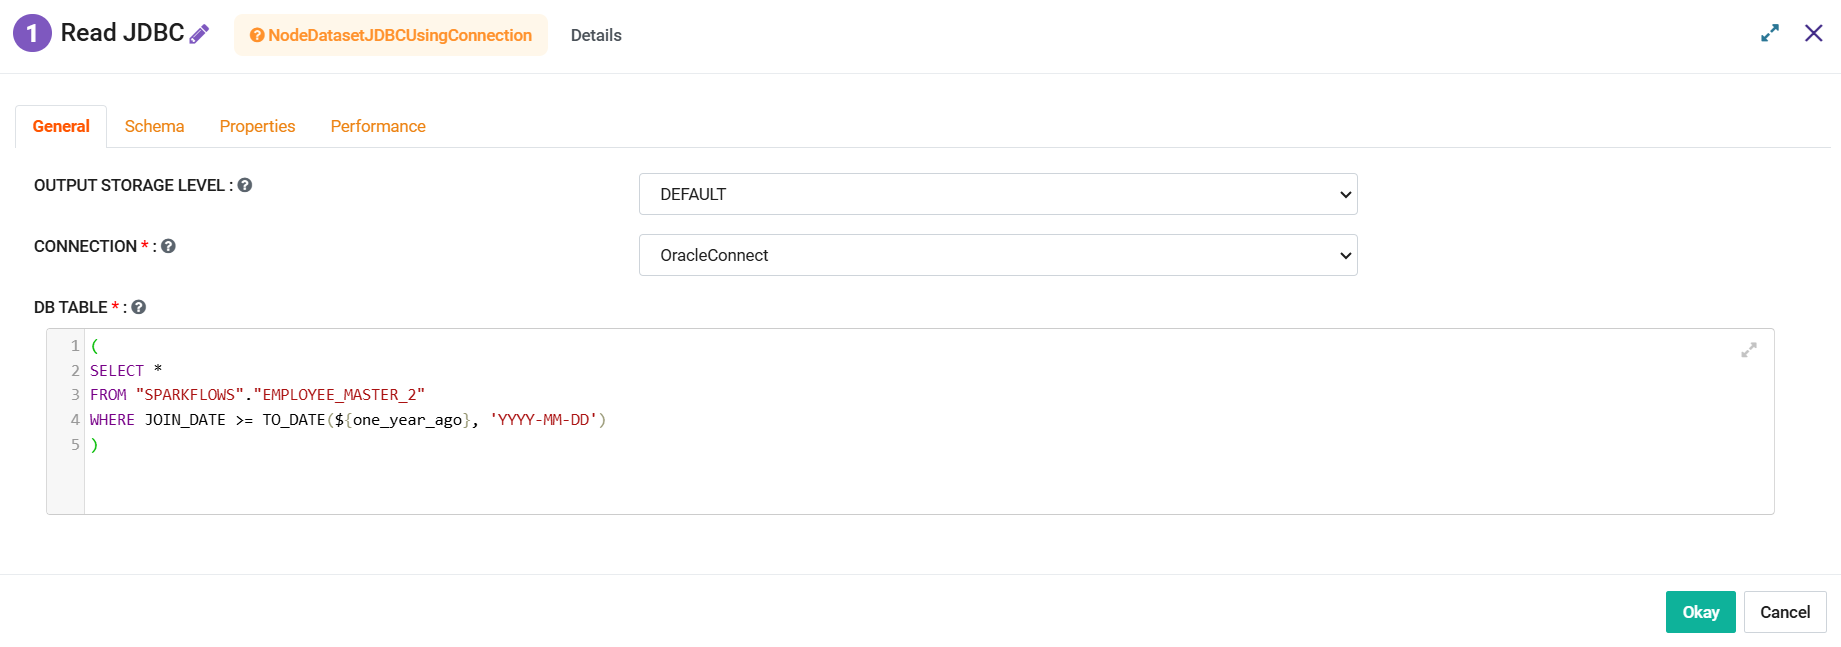 1 Read JDBC NodeDatasetJDBCUsingConnection Details
General Schema Properties Performance
OUTPUT STORAGE LEVEL : DEFAULT
CONNECTION * : OracleConnect
DB TABLE * :
1 (
2 SELECT *
3 FROM "SPARKFLOWS"."EMPLOYEE_MASTER_2"
4 WHERE JOIN_DATE >= TO_DATE(${one_year_ago}, 'YYYY-MM-DD')
5 )
Okay Cancel